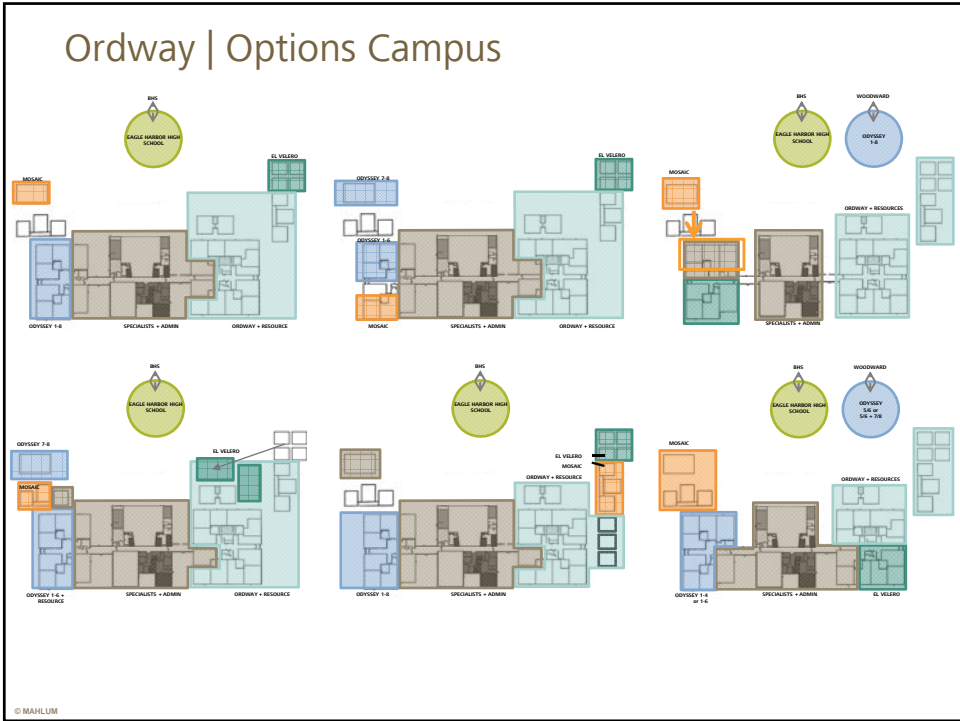 Ordway | Options Campus
BHS
EAGLE HARBOR HIGH
SCHOOL
EL VELERO
MOSAIC
ODYSSEY 1-8
SPECIALISTS + ADMIN
ORDWAY + RESOURCE
EL VELERO
ODYSSEY 7-8
ODYSSEY 1-6
MOSAIC
SPECIALISTS + ADMIN
ORDWAY + RESOURCE
BHS
WOODWARD
EAGLE HARBOR HIGH
SCHOOL
ODYSSEY
1-8
MOSAIC
ORDWAY + RESOURCES
SPECIALISTS + ADMIN
BHS
EAGLE HARBOR HIGH
SCHOOL
ODYSSEY 7-8
EL VELERO
MOSAIC
ODYSSEY 1-6 +
RESOURCE
SPECIALISTS + ADMIN
ORDWAY + RESOURCE
BHS
EAGLE HARBOR HIGH
SCHOOL
EL VELERO
MOSAIC
ORDWAY + RESOURCE
ODYSSEY 1-8
SPECIALISTS + ADMIN
BHS
WOODWARD
EAGLE HARBOR HIGH
SCHOOL
ODYSSEY
5/6 or
5/6 + 7/8
MOSAIC
ORDWAY + RESOURCES
ODYSSEY 1-4
or 1-6
SPECIALISTS + ADMIN
EL VELERO
© MAHLUM